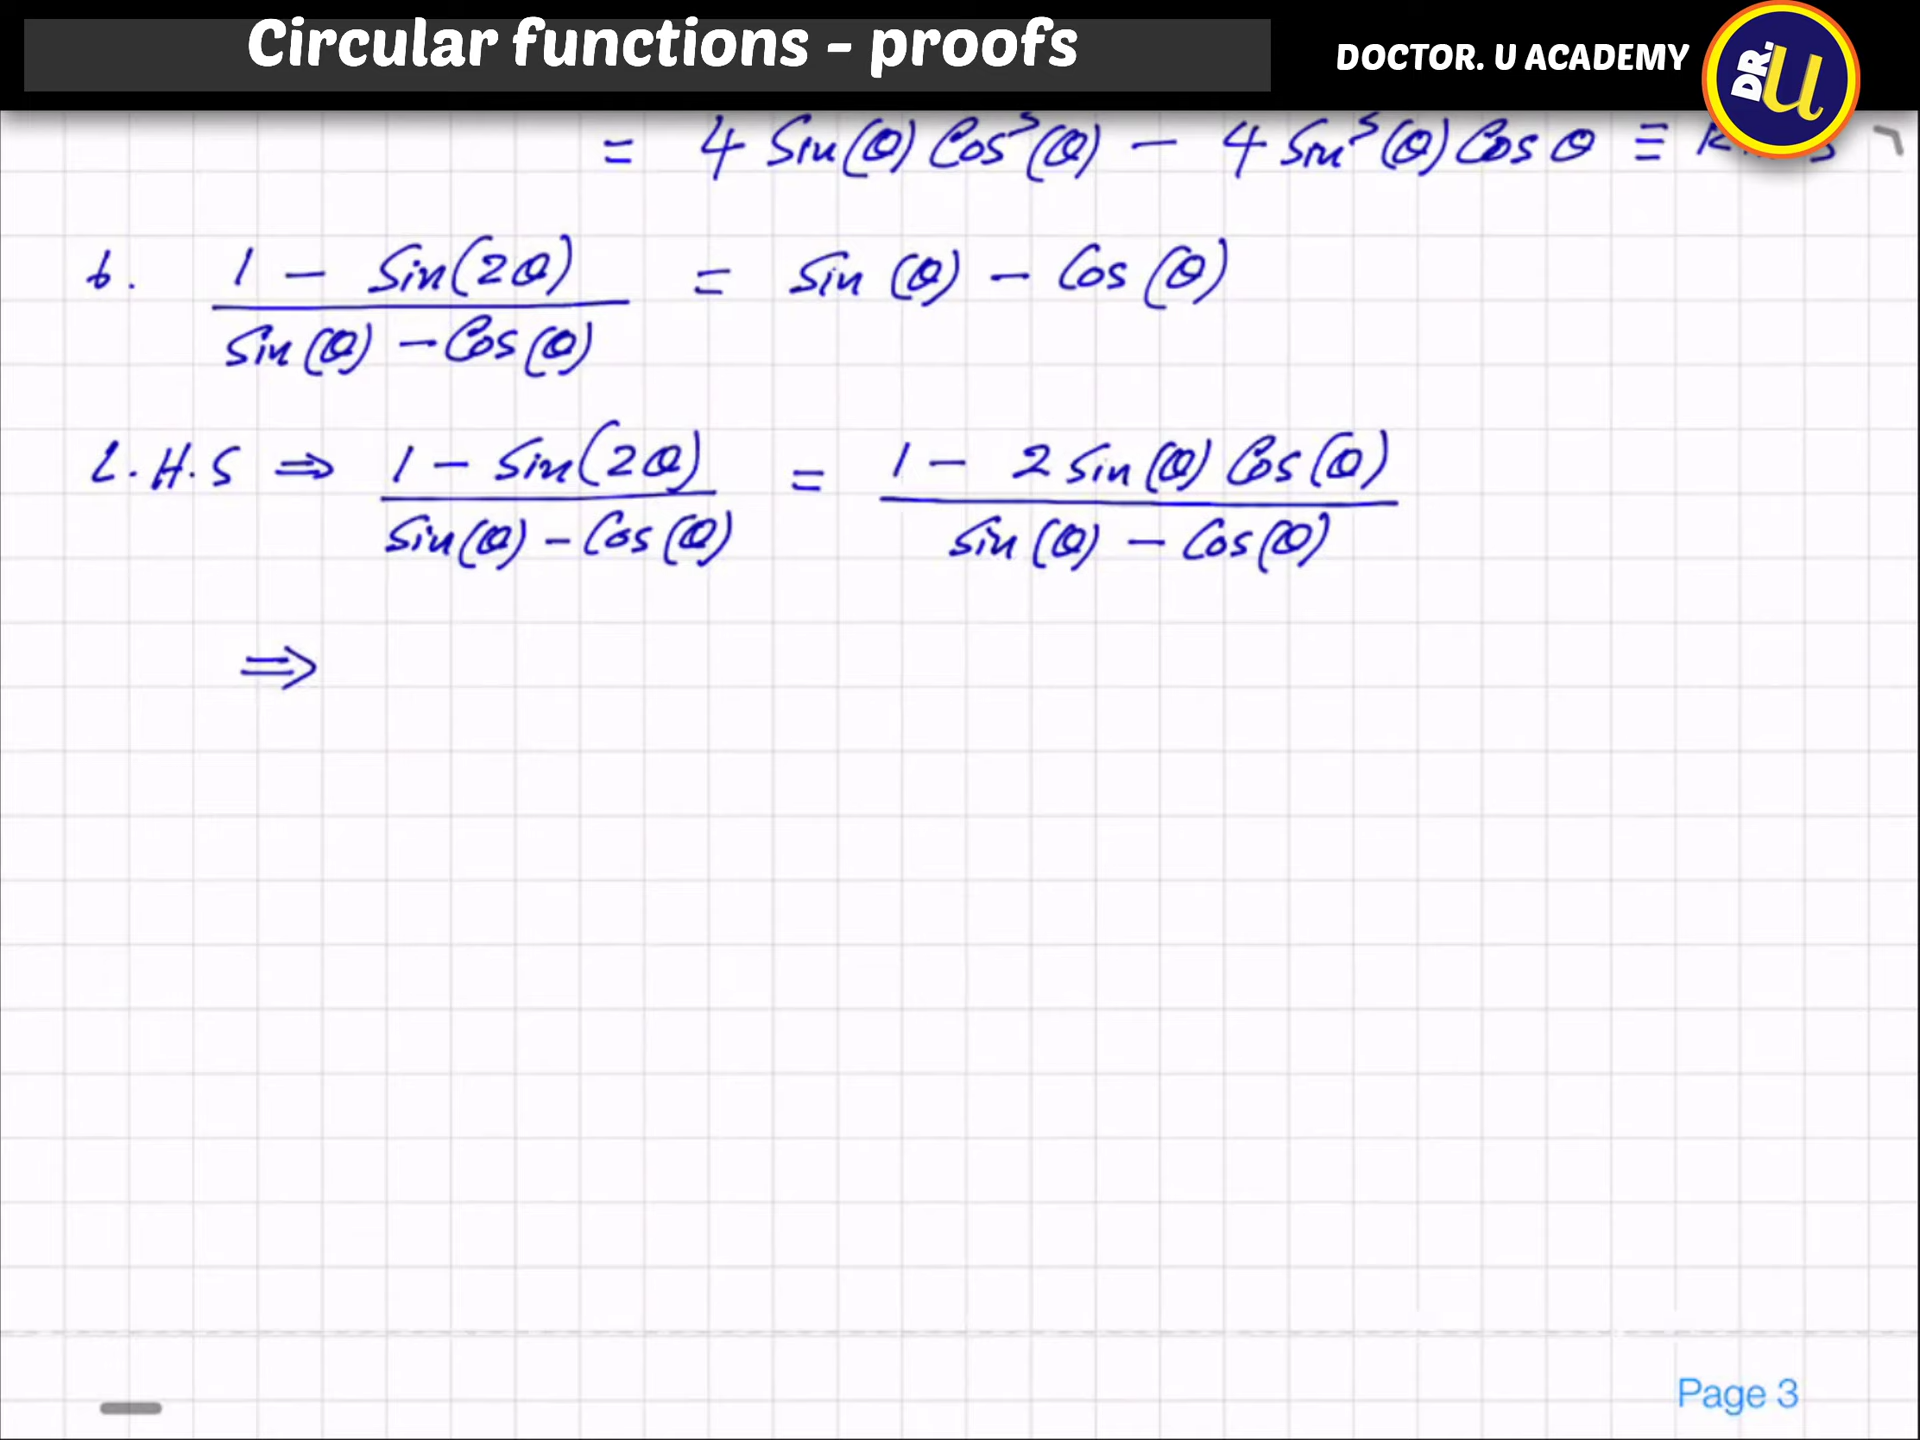 Circular functions - proofs
DOCTOR. U ACADEMY
DR. U
= 4 Sin(θ) Cos³(θ) − 4 Sin³(θ) Cos θ ≡
b. 1 − Sin(2θ) / Sin(θ) − Cos(θ) = Sin(θ) − Cos(θ)
L.H.S ⇒ 1 − Sin(2θ) / Sin(θ) − Cos(θ) = 1 − 2 Sin(θ) Cos(θ) / Sin(θ) − Cos(θ)
⇒
Page 3